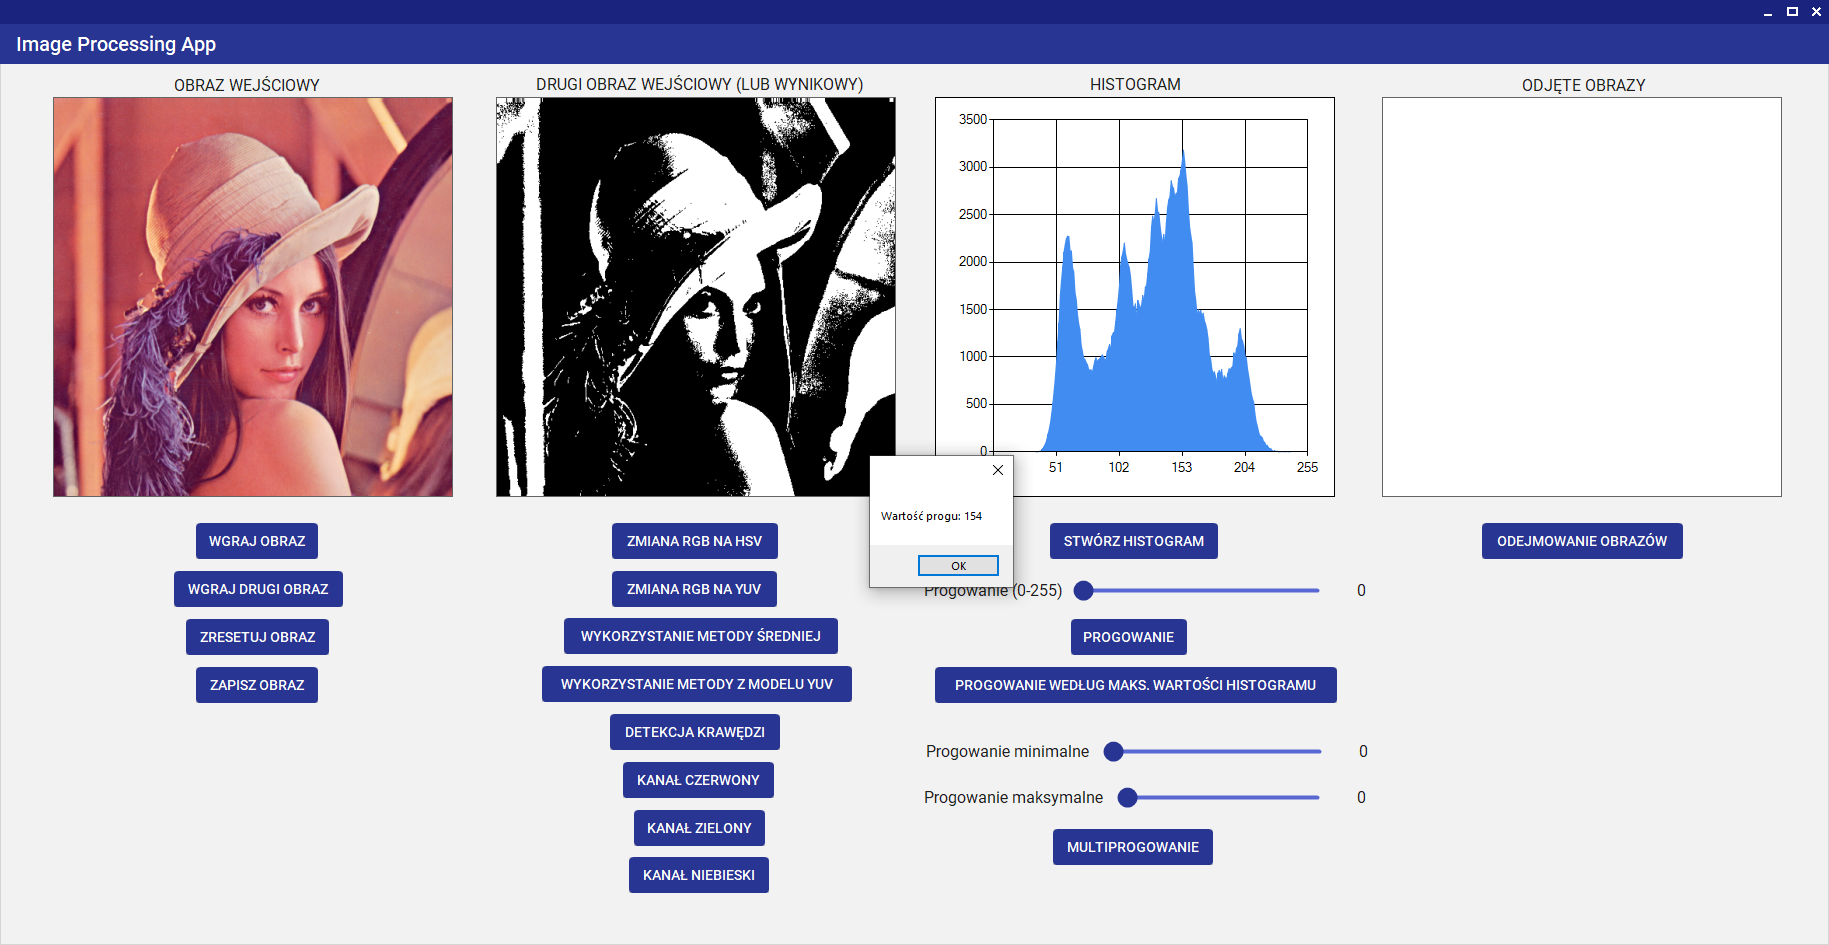 Image Processing App
OBRAZ WEJŚCIOWY
DRUGI OBRAZ WEJŚCIOWY (LUB WYNIKOWY)
HISTOGRAM
ODJĘTE OBRAZY
3500
3000
2500
2000
1500
1000
500
0
51 102 153 204 255
Wartość progu: 154
OK
WGRAJ OBRAZ
WGRAJ DRUGI OBRAZ
ZRESETUJ OBRAZ
ZAPISZ OBRAZ
ZMIANA RGB NA HSV
ZMIANA RGB NA YUV
WYKORZYSTANIE METODY ŚREDNIEJ
WYKORZYSTANIE METODY Z MODELU YUV
DETEKCJA KRAWĘDZI
KANAŁ CZERWONY
KANAŁ ZIELONY
KANAŁ NIEBIESKI
STWÓRZ HISTOGRAM
Progowanie (0-255) 0
PROGOWANIE
PROGOWANIE WEDŁUG MAKS. WARTOŚCI HISTOGRAMU
Progowanie minimalne 0
Progowanie maksymalne 0
MULTIPROGOWANIE
ODEJMOWANIE OBRAZÓW